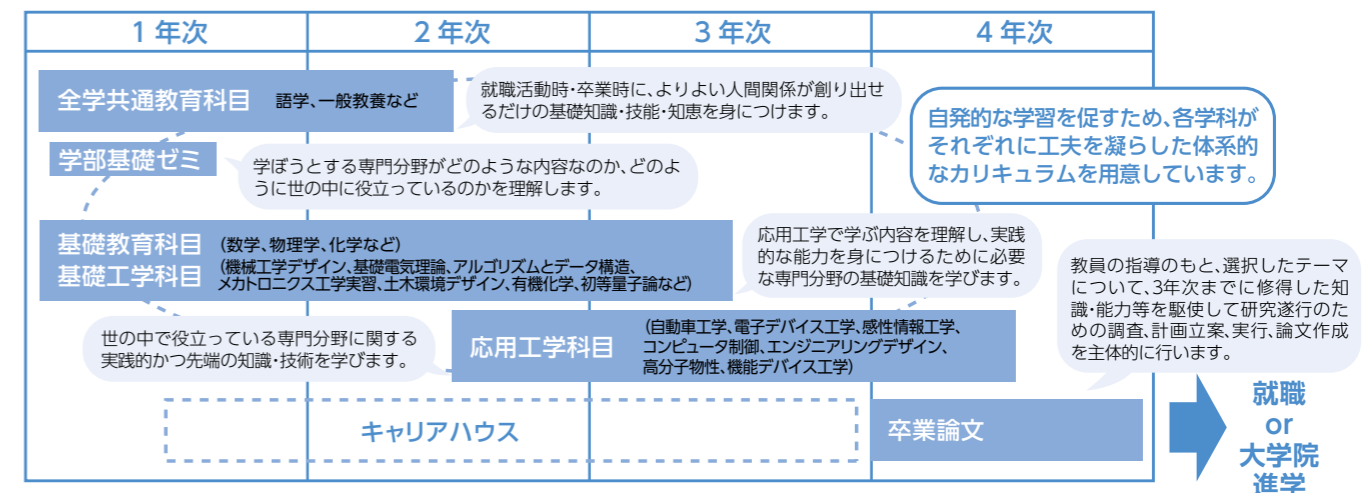 1年次
2年次
3年次
4年次
全学共通教育科目 語学、一般教養など
就職活動時・卒業時に、よりよい人間関係が創り出せ
るだけの基礎知識・技能・知恵を身につけます。
自発的な学習を促すため、各学科が
それぞれに工夫を凝らした体系的
なカリキュラムを用意しています。
学部基礎ゼミ
学ぼうとする専門分野がどのような内容なのか、どのよ
うに世の中に役立っているのかを理解します。
基礎教育科目 (数学、物理学、化学など)
基礎工学科目 (機械工学デザイン、基礎電気理論、アルゴリズムとデータ構造、
メカトロニクス工学実習、土木環境デザイン、有機化学、初等量子論など)
応用工学で学ぶ内容を理解し、実践
的な能力を身につけるために必要
な専門分野の基礎知識を学びます。
教員の指導のもと、選択したテーマ
について、3年次までに修得した知
識・能力等を駆使して研究遂行のた
めの調査、計画立案、実行、論文作成
を主体的に行います。
世の中で役立っている専門分野に関する
実践的かつ先端の知識・技術を学びます。
応用工学科目
(自動車工学、電子デバイス工学、感性情報工学、
コンピュータ制御、エンジニアリングデザイン、
高分子物性、機能デバイス工学)
キャリアハウス
卒業論文
就職
or
大学院
進学